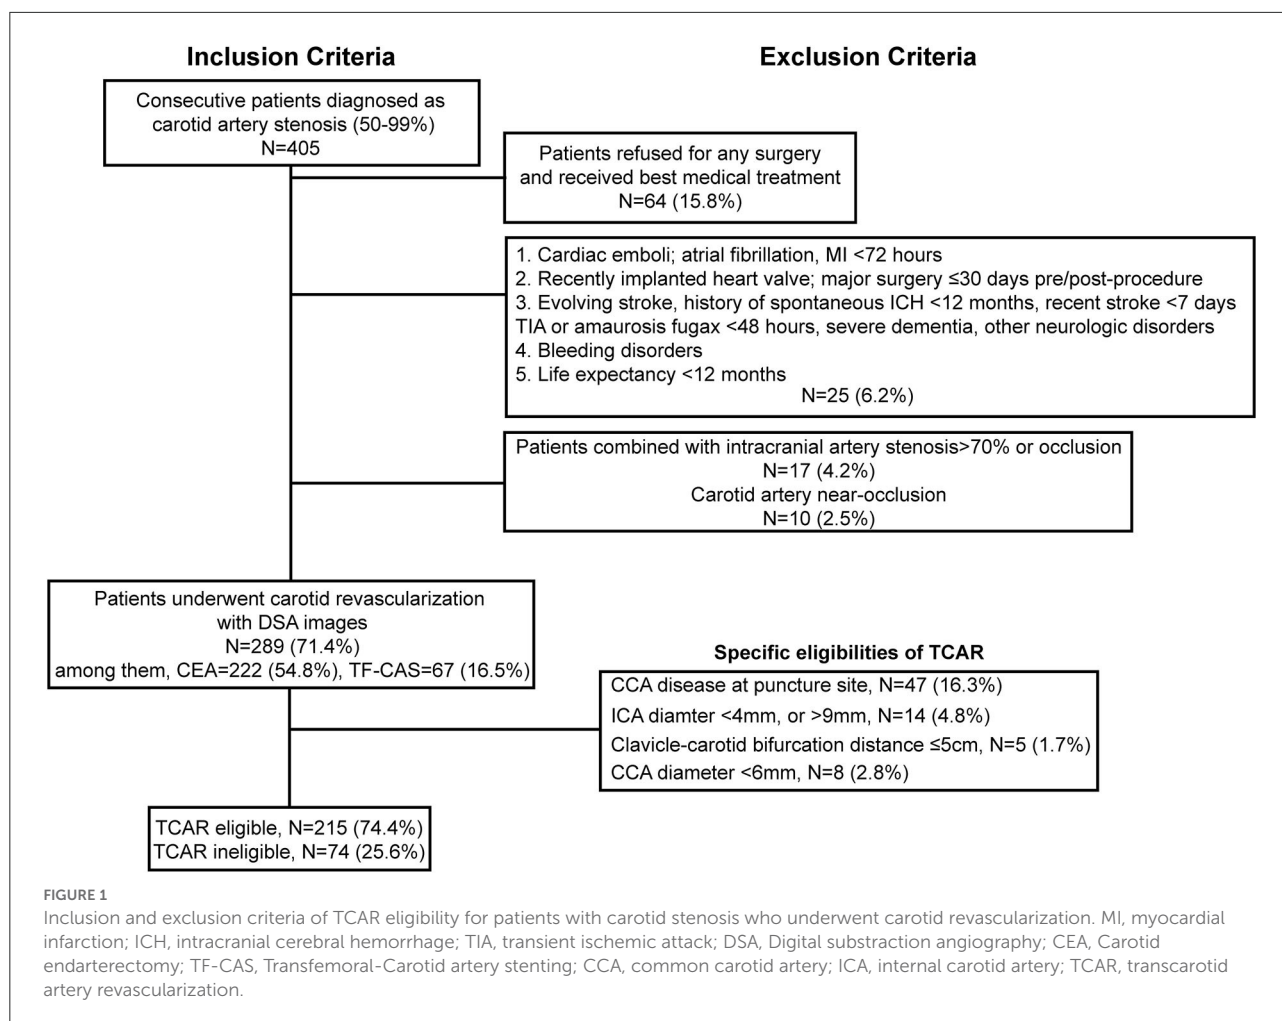 Inclusion Criteria
Exclusion Criteria
Consecutive patients diagnosed as
carotid artery stenosis (50-99%)
N=405
Patients refused for any surgery
and received best medical treatment
N=64 (15.8%)
1. Cardiac emboli; atrial fibrillation, MI <72 hours
2. Recently implanted heart valve; major surgery ≤30 days pre/post-procedure
3. Evolving stroke, history of spontaneous ICH <12 months, recent stroke <7 days
TIA or amaurosis fugax <48 hours, severe dementia, other neurologic disorders
4. Bleeding disorders
5. Life expectancy <12 months
N=25 (6.2%)
Patients combined with intracranial artery stenosis>70% or occlusion
N=17 (4.2%)
Carotid artery near-occlusion
N=10 (2.5%)
Patients underwent carotid revascularization
with DSA images
N=289 (71.4%)
among them, CEA=222 (54.8%), TF-CAS=67 (16.5%)
Specific eligibilities of TCAR
CCA disease at puncture site, N=47 (16.3%)
ICA diamter <4mm, or >9mm, N=14 (4.8%)
Clavicle-carotid bifurcation distance ≤5cm, N=5 (1.7%)
CCA diameter <6mm, N=8 (2.8%)
TCAR eligible, N=215 (74.4%)
TCAR ineligible, N=74 (25.6%)
FIGURE 1
Inclusion and exclusion criteria of TCAR eligibility for patients with carotid stenosis who underwent carotid revascularization. MI, myocardial
infarction; ICH, intracranial cerebral hemorrhage; TIA, transient ischemic attack; DSA, Digital substraction angiography; CEA, Carotid
endarterectomy; TF-CAS, Transfemoral-Carotid artery stenting; CCA, common carotid artery; ICA, internal carotid artery; TCAR, transcarotid
artery revascularization.